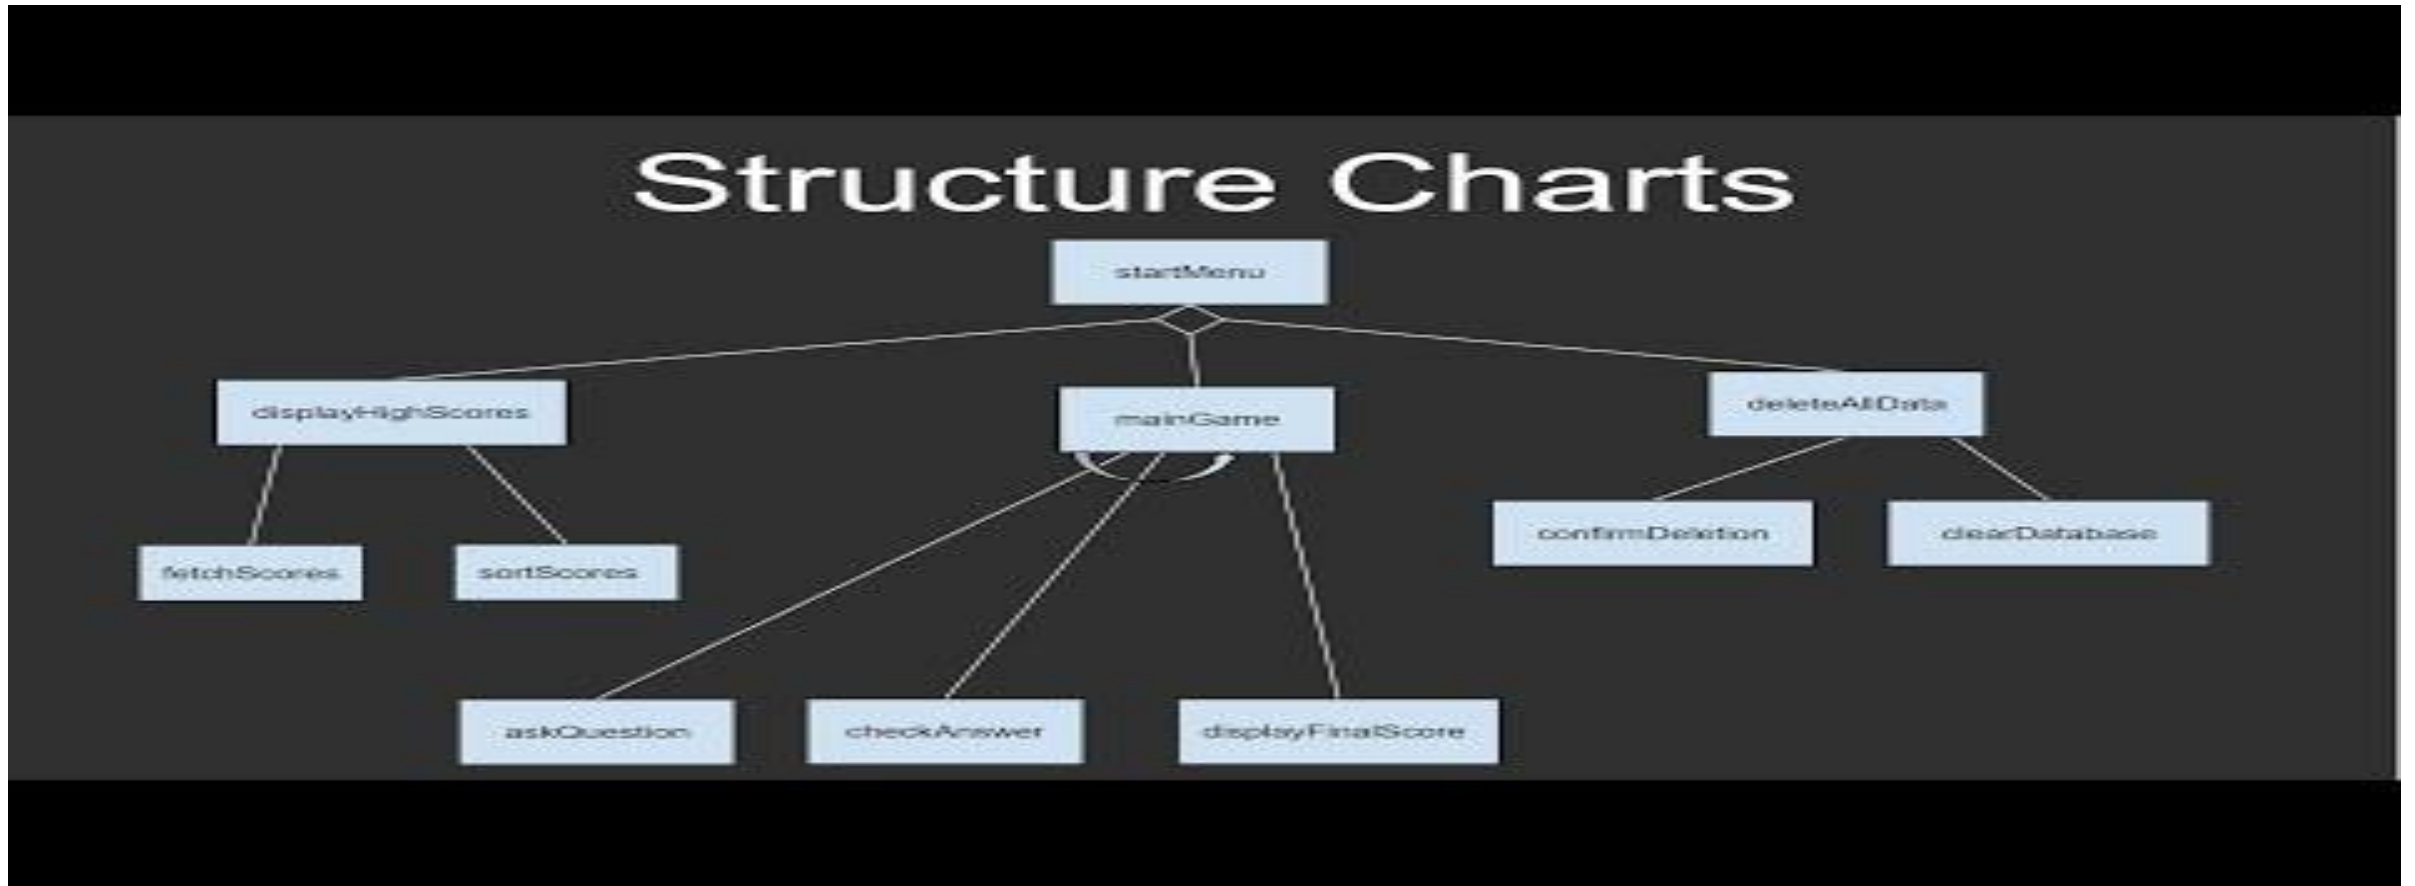 Structure Charts
startMenu
displayHighScores
mainGame
deleteAllData
fetchScores
sortScores
confirmDeletion
clearDatabase
askQuestion
checkAnswer
displayFinalScore